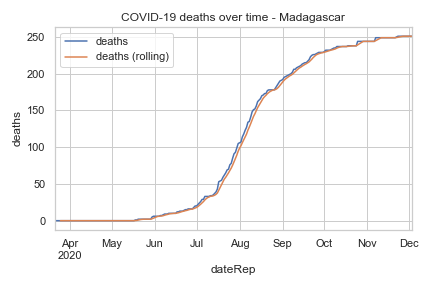 COVID-19 deaths over time - Madagascar
deaths
deaths (rolling)
250
200
150
100
50
0
deaths
Apr May Jun Jul Aug Sep Oct Nov Dec
2020
dateRep